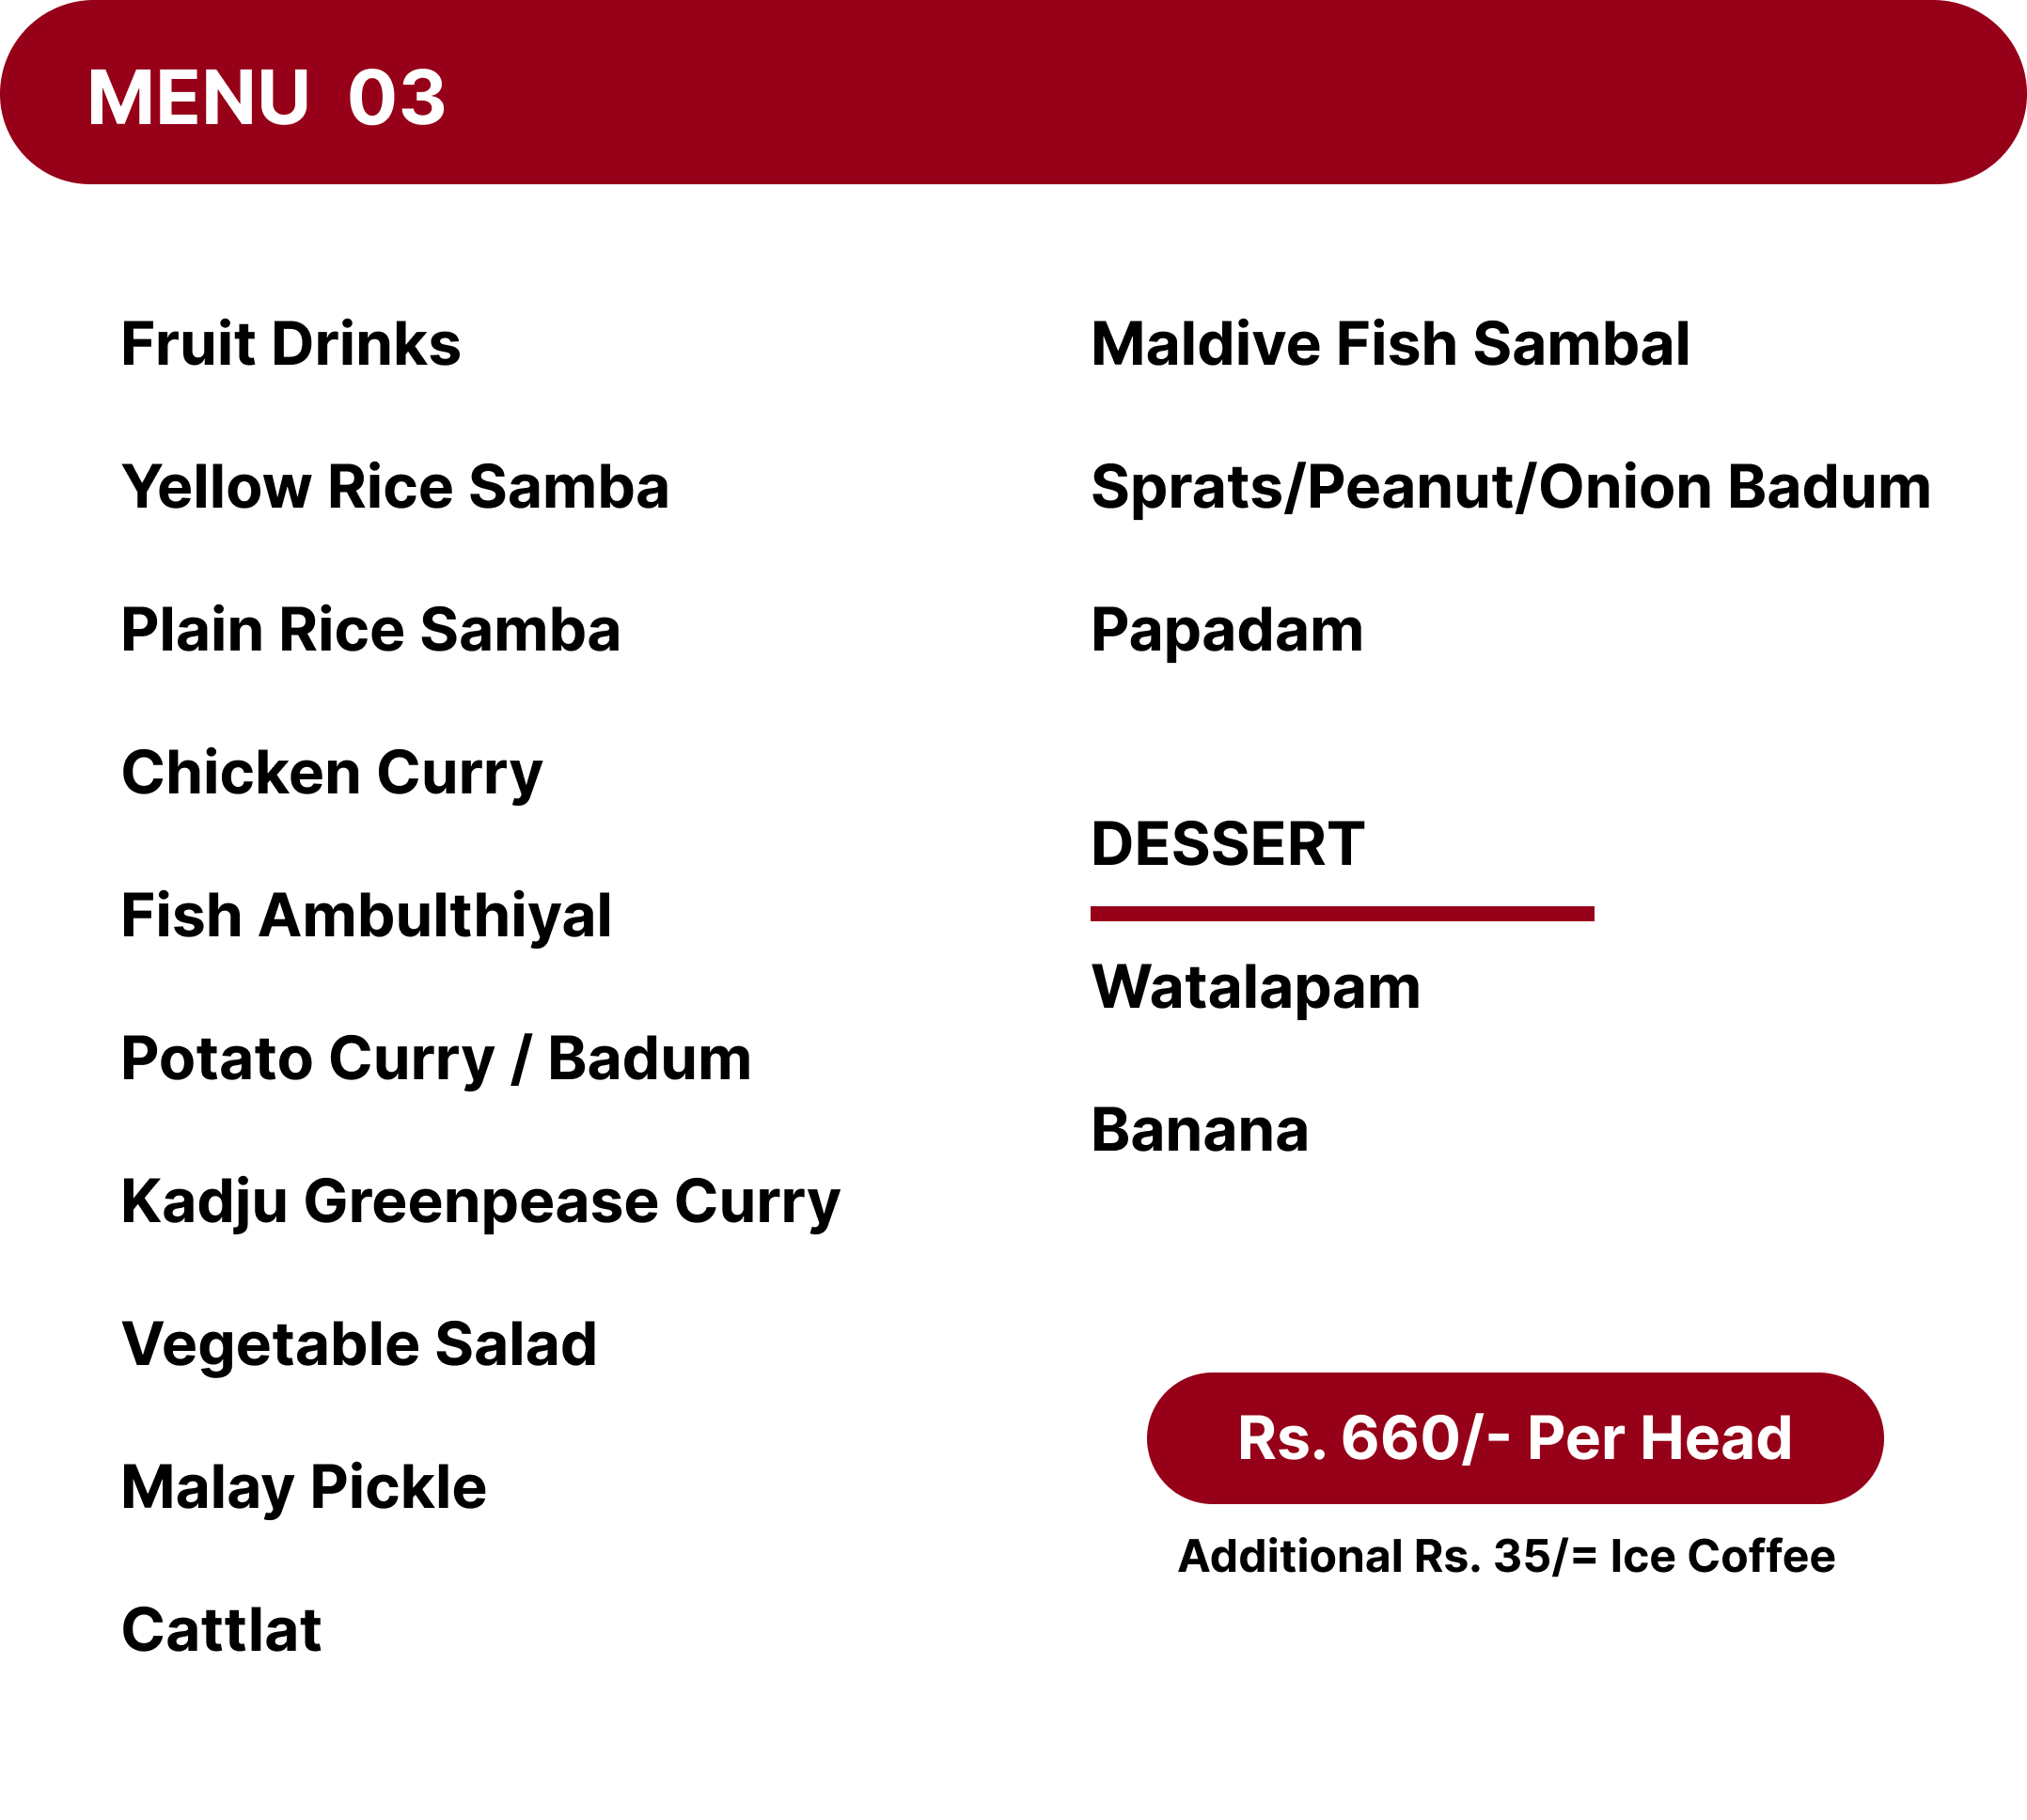 MENU 03
Fruit Drinks
Yellow Rice Samba
Plain Rice Samba
Chicken Curry
Fish Ambulthiyal
Potato Curry / Badum
Kadju Greenpease Curry
Vegetable Salad
Malay Pickle
Cattlat
Maldive Fish Sambal
Sprats/Peanut/Onion Badum
Papadam
DESSERT
Watalapam
Banana
Rs. 660/- Per Head
Additional Rs. 35/= Ice Coffee